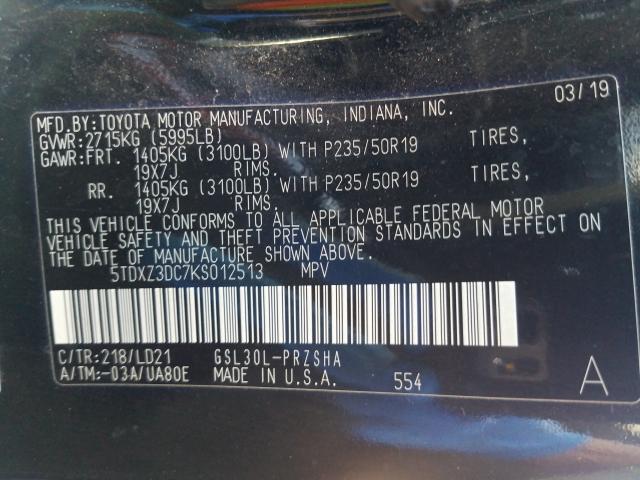 03/19
MFD.BY:TOYOTA MOTOR MANUFACTURING, INDIANA, INC.
GVWR:2715KG (5995LB)
GAWR:FRT. 1405KG (3100LB) WITH P235/50R19 TIRES,
19X7J RIMS.
RR. 1405KG (3100LB) WITH P235/50R19 TIRES,
19X7J RIMS.
THIS VEHICLE CONFORMS TO ALL APPLICABLE FEDERAL MOTOR
VEHICLE SAFETY AND THEFT PREVENTION STANDARDS IN EFFECT ON
THE DATE OF MANUFACTURE SHOWN ABOVE.
5TDXZ3DC7KS012513 MPV
C/TR:218/LD21 GSL30L-PRZSHA
A/TM:-03A/UA80E MADE IN U.S.A. 554 A